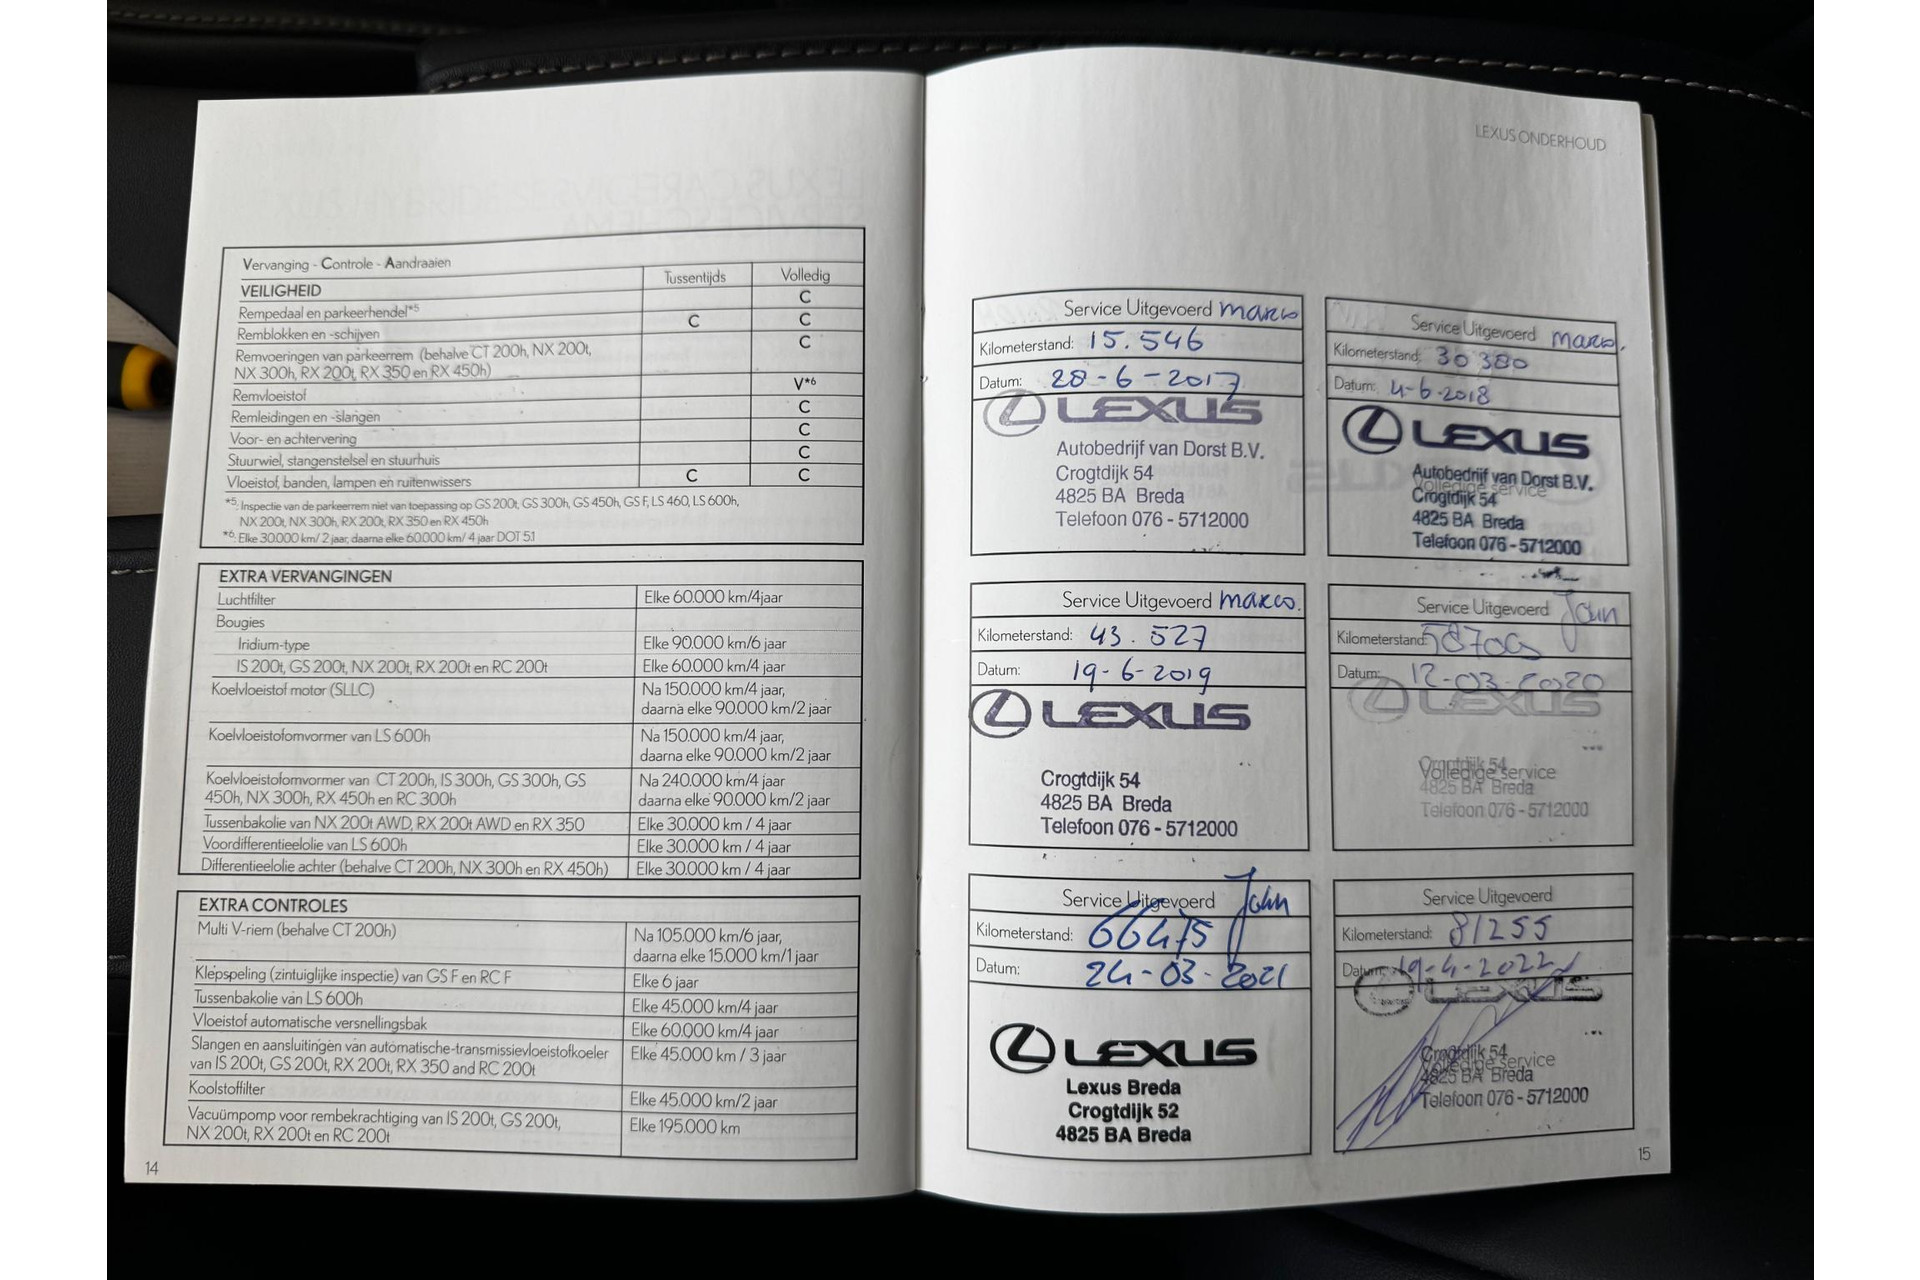 Vervanging - Controle - Aandraaien
VEILIGHEID Tussentijds Volledig
Rempedaal en parkeerhendel*5 C
Remblokken en -schijven C C
Remvoeringen van parkeerrem (behalve CT 200h, NX 200t, C
NX 300h, RX 200t, RX 350 en RX 450h)
Remvloeistof V*6
Remleidingen en -slangen C
Voor- en achtervering C
Stuurwiel, stangenstelsel en stuurhuis C
Vloeistof, banden, lampen en ruitenwissers C C
*5: Inspectie van de parkeerrem niet van toepassing op GS 200t, GS 300h, GS 450h, GS F, LS 460, LS 600h,
NX 200t, NX 300h, RX 200t, RX 350 en RX 450h
*6: Elke 30.000 km/ 2 jaar, daarna elke 60.000 km/ 4 jaar DOT 5.1
EXTRA VERVANGINGEN
Luchtfilter Elke 60.000 km/4jaar
Bougies
Iridium-type Elke 90.000 km/6 jaar
IS 200t, GS 200t, NX 200t, RX 200t en RC 200t Elke 60.000 km/4 jaar
Koelvloeistof motor (SLLC) Na 150.000 km/4 jaar,
daarna elke 90.000 km/2 jaar
Koelvloeistofomvormer van LS 600h Na 150.000 km/4 jaar,
daarna elke 90.000 km/2 jaar
Koelvloeistofomvormer van CT 200h, IS 300h, GS 300h, GS Na 240.000 km/4 jaar
450h, NX 300h, RX 450h en RC 300h daarna elke 90.000 km/2 jaar
Tussenbakolie van NX 200t AWD, RX 200t AWD en RX 350 Elke 30.000 km / 4 jaar
Voordifferentieelolie van LS 600h Elke 30.000 km / 4 jaar
Differentieelolie achter (behalve CT 200h, NX 300h en RX 450h) Elke 30.000 km / 4 jaar
EXTRA CONTROLES
Multi V-riem (behalve CT 200h) Na 105.000 km/6 jaar,
daarna elke 15.000 km/1 jaar
Klepspeling (zintuiglijke inspectie) van GS F en RC F Elke 6 jaar
Tussenbakolie van LS 600h Elke 45.000 km/4 jaar
Vloeistof automatische versnellingsbak Elke 60.000 km/4 jaar
Slangen en aansluitingen van automatische-transmissievloeistofkoeler Elke 45.000 km / 3 jaar
van IS 200t, GS 200t, RX 200t, RX 350 and RC 200t
Koolstoffilter Elke 45.000 km/2 jaar
Vacuümpomp voor rembekrachtiging van IS 200t, GS 200t, Elke 195.000 km
NX 200t, RX 200t en RC 200t
14
LEXUS ONDERHOUD
Service Uitgevoerd marco
Kilometerstand: 15.546
Datum: 28-6-2017
LEXUS
Autobedrijf van Dorst B.V.
Crogtdijk 54
4825 BA Breda
Telefoon 076 - 5712000
Service Uitgevoerd marco.
Kilometerstand: 30380
Datum: 4-6-2018
LEXUS
Autobedrijf van Dorst B.V.
Volledige service
Crogtdijk 54
4825 BA Breda
Telefoon 076 - 5712000
Service Uitgevoerd marco.
Kilometerstand: 43.527
Datum: 19-6-2019
LEXUS
Crogtdijk 54
4825 BA Breda
Telefoon 076 - 5712000
Service Uitgevoerd John
Kilometerstand:
Datum: 12-03-2020
LEXUS
Crogtdijk 54
Volledige service
4825 BA Breda
Telefoon 076 - 5712000
Service Uitgevoerd John
Kilometerstand: 66475
Datum: 24-03-2021
LEXUS
Lexus Breda
Crogtdijk 52
4825 BA Breda
Service Uitgevoerd
Kilometerstand: 81255
Datum: 19-4-2022
LEXUS
Crogtdijk 54
Volledige service
4825 BA Breda
Telefoon 076 - 5712000
15